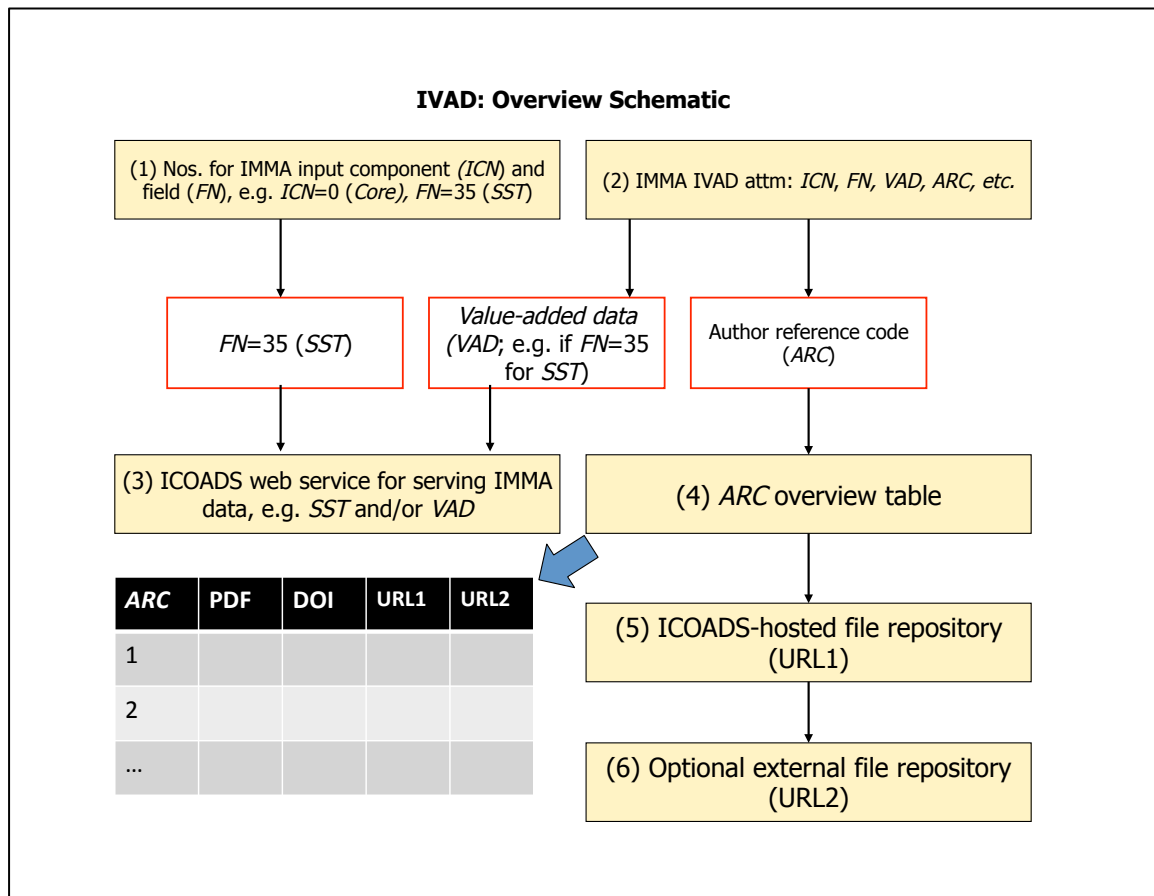 IVAD: Overview Schematic
(1) Nos. for IMMA input component (ICN) and
field (FN), e.g. ICN=0 (Core), FN=35 (SST)
(2) IMMA IVAD attm: ICN, FN, VAD, ARC, etc.
FN=35 (SST)
Value-added data
(VAD; e.g. if FN=35
for SST)
Author reference code
(ARC)
(3) ICOADS web service for serving IMMA
data, e.g. SST and/or VAD
(4) ARC overview table
ARC PDF DOI URL1 URL2
1
2
...
(5) ICOADS-hosted file repository
(URL1)
(6) Optional external file repository
(URL2)